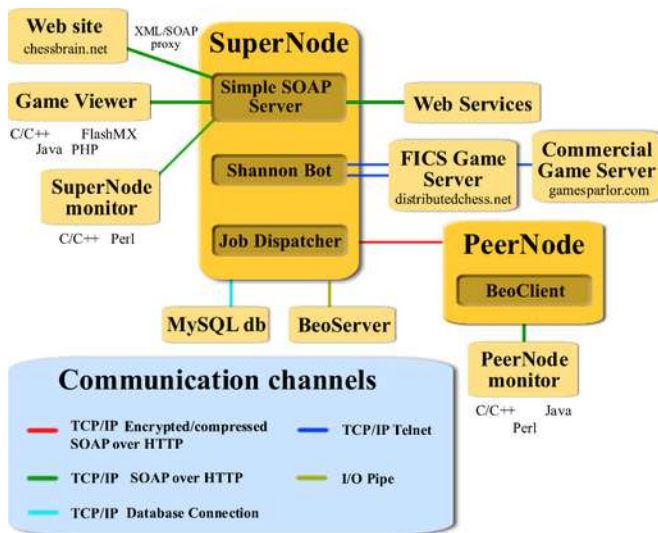 Web site
chessbrain.net
XML/SOAP
proxy
SuperNode
Simple SOAP
Server
Game Viewer
C/C++ FlashMX
Java PHP
Web Services
SuperNode
monitor
C/C++ Perl
Shannon Bot
FICS Game
Server
distributedchess.net
Commercial
Game Server
gamesparlor.com
Job Dispatcher
PeerNode
BeoClient
MySQL db
BeoServer
PeerNode
monitor
C/C++ Java
Perl
Communication channels
TCP/IP Encrypted/compressed
SOAP over HTTP
TCP/IP Telnet
TCP/IP SOAP over HTTP
I/O Pipe
TCP/IP Database Connection